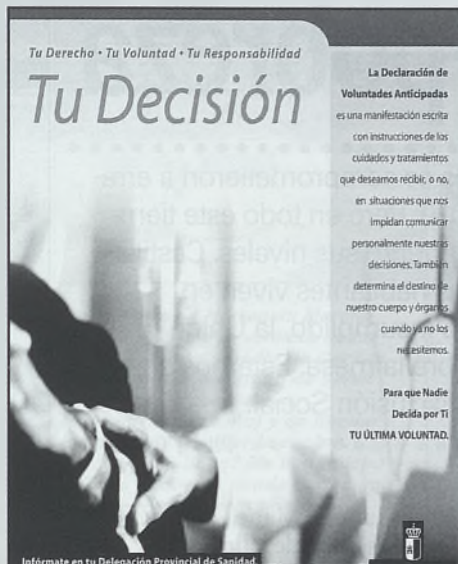 Tu Derecho • Tu Voluntad • Tu Responsabilidad
Tu Decisión
La Declaración de
Voluntades Anticipadas
es una manifestación escrita
con instrucciones de los
cuidados y tratamientos
que deseamos recibir, o no,
en situaciones que nos
impidan comunicar
personalmente nuestras
decisiones. También
determina el destino de
nuestro cuerpo y órganos
cuando ya no los
necesitemos.
Para que Nadie
Decida por Ti
TU ÚLTIMA VOLUNTAD.
Infórmate en tu Delegación Provincial de Sanidad.